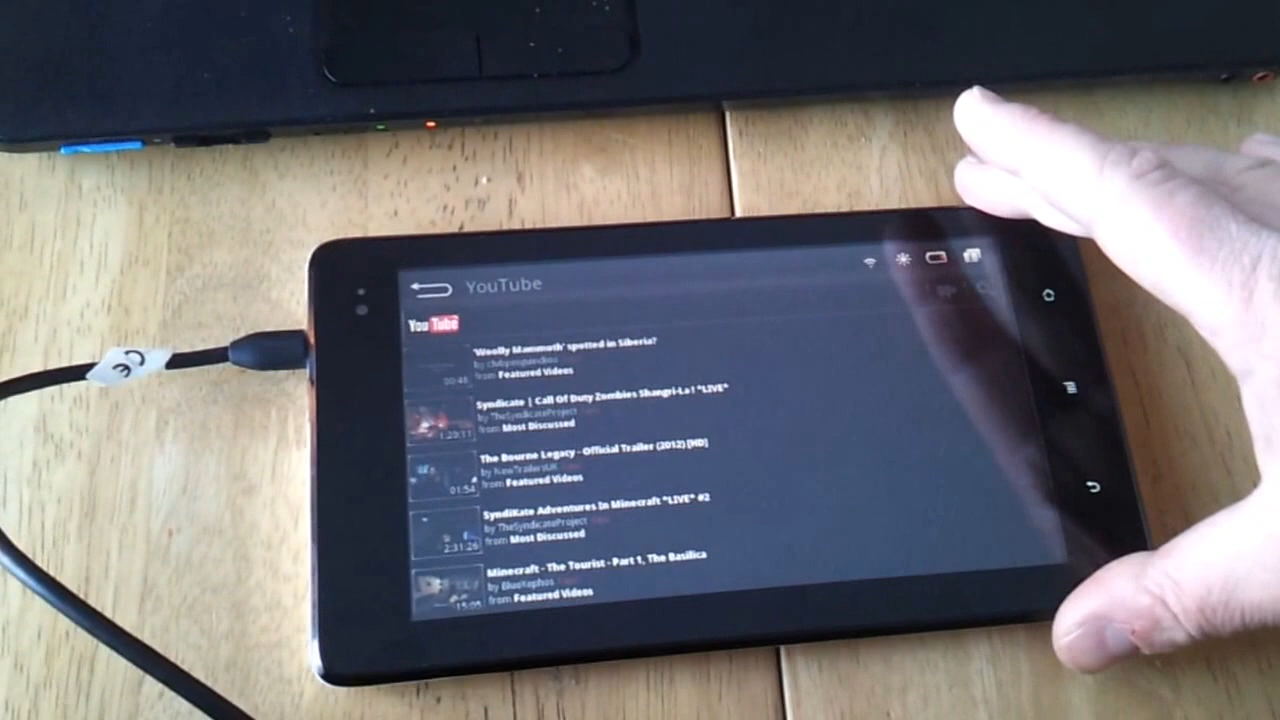 YouTube
YouTube
'Woolly Mammoth' spotted in Siberia?
from Featured Videos
00:48
Syndicate | Call Of Duty Zombies Shangri-La! *LIVE*
by TheSyndicateProject
from Most Discussed
1:20:11
The Bourne Legacy - Official Trailer (2012) [HD]
by NewTrailersUK
from Featured Videos
01:54
SyndiKate Adventures In Minecraft *LIVE* #2
by TheSyndicateProject
from Most Discussed
2:31:26
Minecraft - The Tourist - Part 1, The Basilica
by BlueXephos
from Featured Videos
15:05
CE